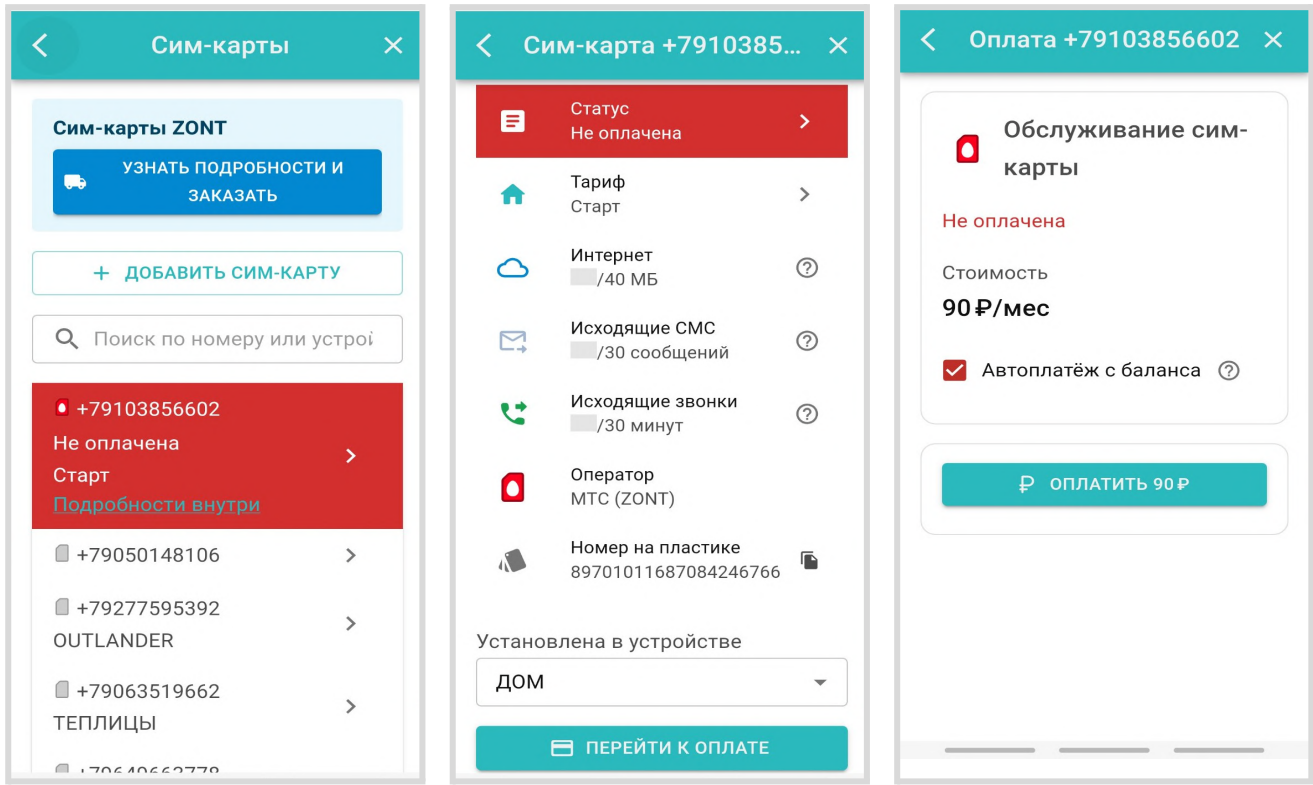 Сим-карты
Сим-карты ZONT
УЗНАТЬ ПОДРОБНОСТИ И
ЗАКАЗАТЬ
+ ДОБАВИТЬ СИМ-КАРТУ
Поиск по номеру или устрой
+79103856602
Не оплачена
Старт
Подробности внутри
+79050148106
+79277595392
OUTLANDER
+79063519662
ТЕПЛИЦЫ
Сим-карта +7910385...
Статус
Не оплачена
Тариф
Старт
Интернет
/40 МБ
Исходящие СМС
/30 сообщений
Исходящие звонки
/30 минут
Оператор
МТС (ZONT)
Номер на пластике
89701011687084246766
Установлена в устройстве
ДОМ
ПЕРЕЙТИ К ОПЛАТЕ
Оплата +79103856602
Обслуживание сим-
карты
Не оплачена
Стоимость
90 ₽/мес
Автоплатёж с баланса
₽ ОПЛАТИТЬ 90 ₽